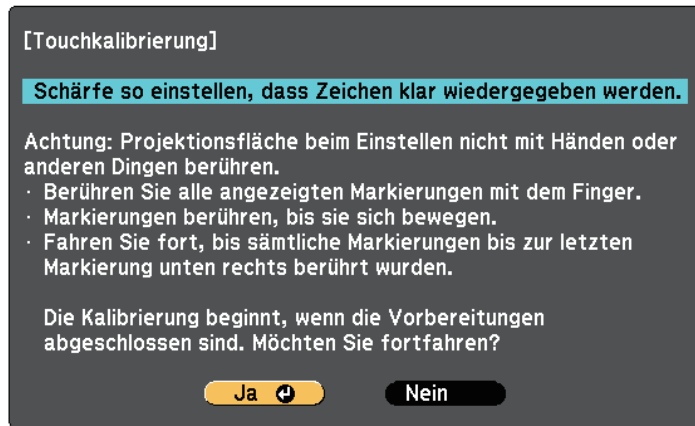 [Touchkalibrierung]
Schärfe so einstellen, dass Zeichen klar wiedergegeben werden.
Achtung: Projektionsfläche beim Einstellen nicht mit Händen oder
anderen Dingen berühren.
· Berühren Sie alle angezeigten Markierungen mit dem Finger.
· Markierungen berühren, bis sie sich bewegen.
· Fahren Sie fort, bis sämtliche Markierungen bis zur letzten
Markierung unten rechts berührt wurden.
Die Kalibrierung beginnt, wenn die Vorbereitungen
abgeschlossen sind. Möchten Sie fortfahren?
Ja Nein